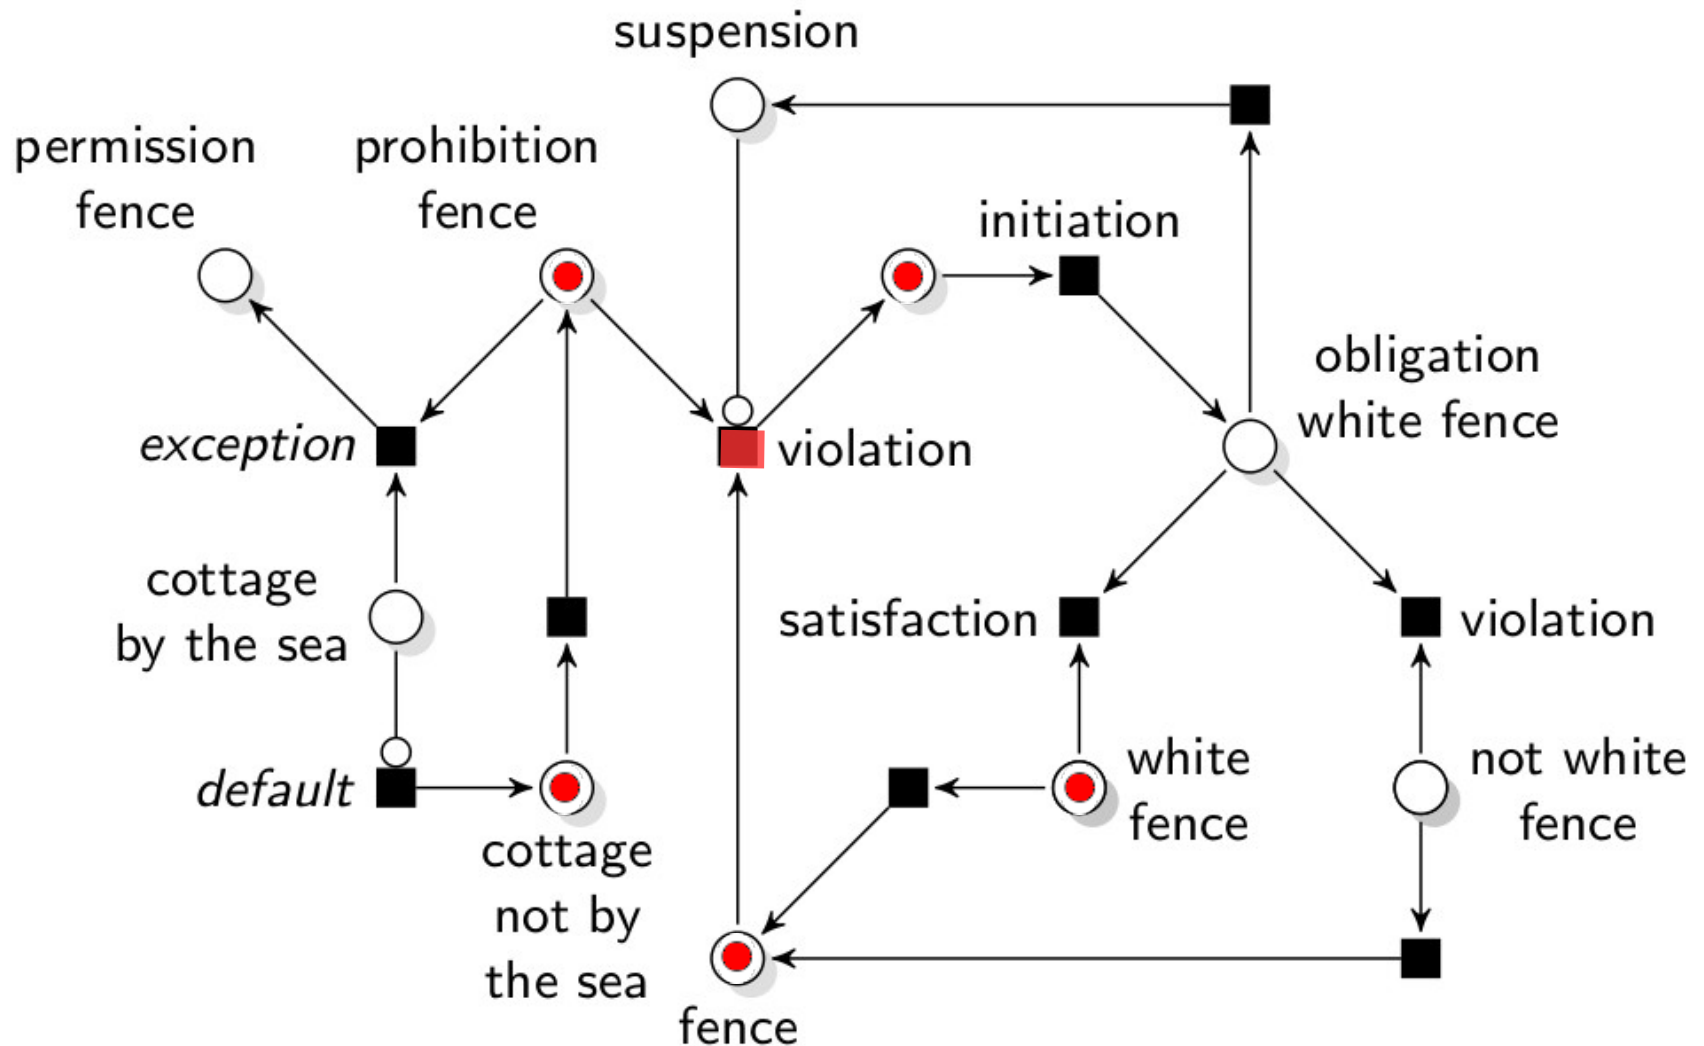 suspension
permission
fence
prohibition
fence
initiation
obligation
white fence
exception
violation
cottage
by the sea
satisfaction
violation
default
white
fence
not white
fence
cottage
not by
the sea
fence